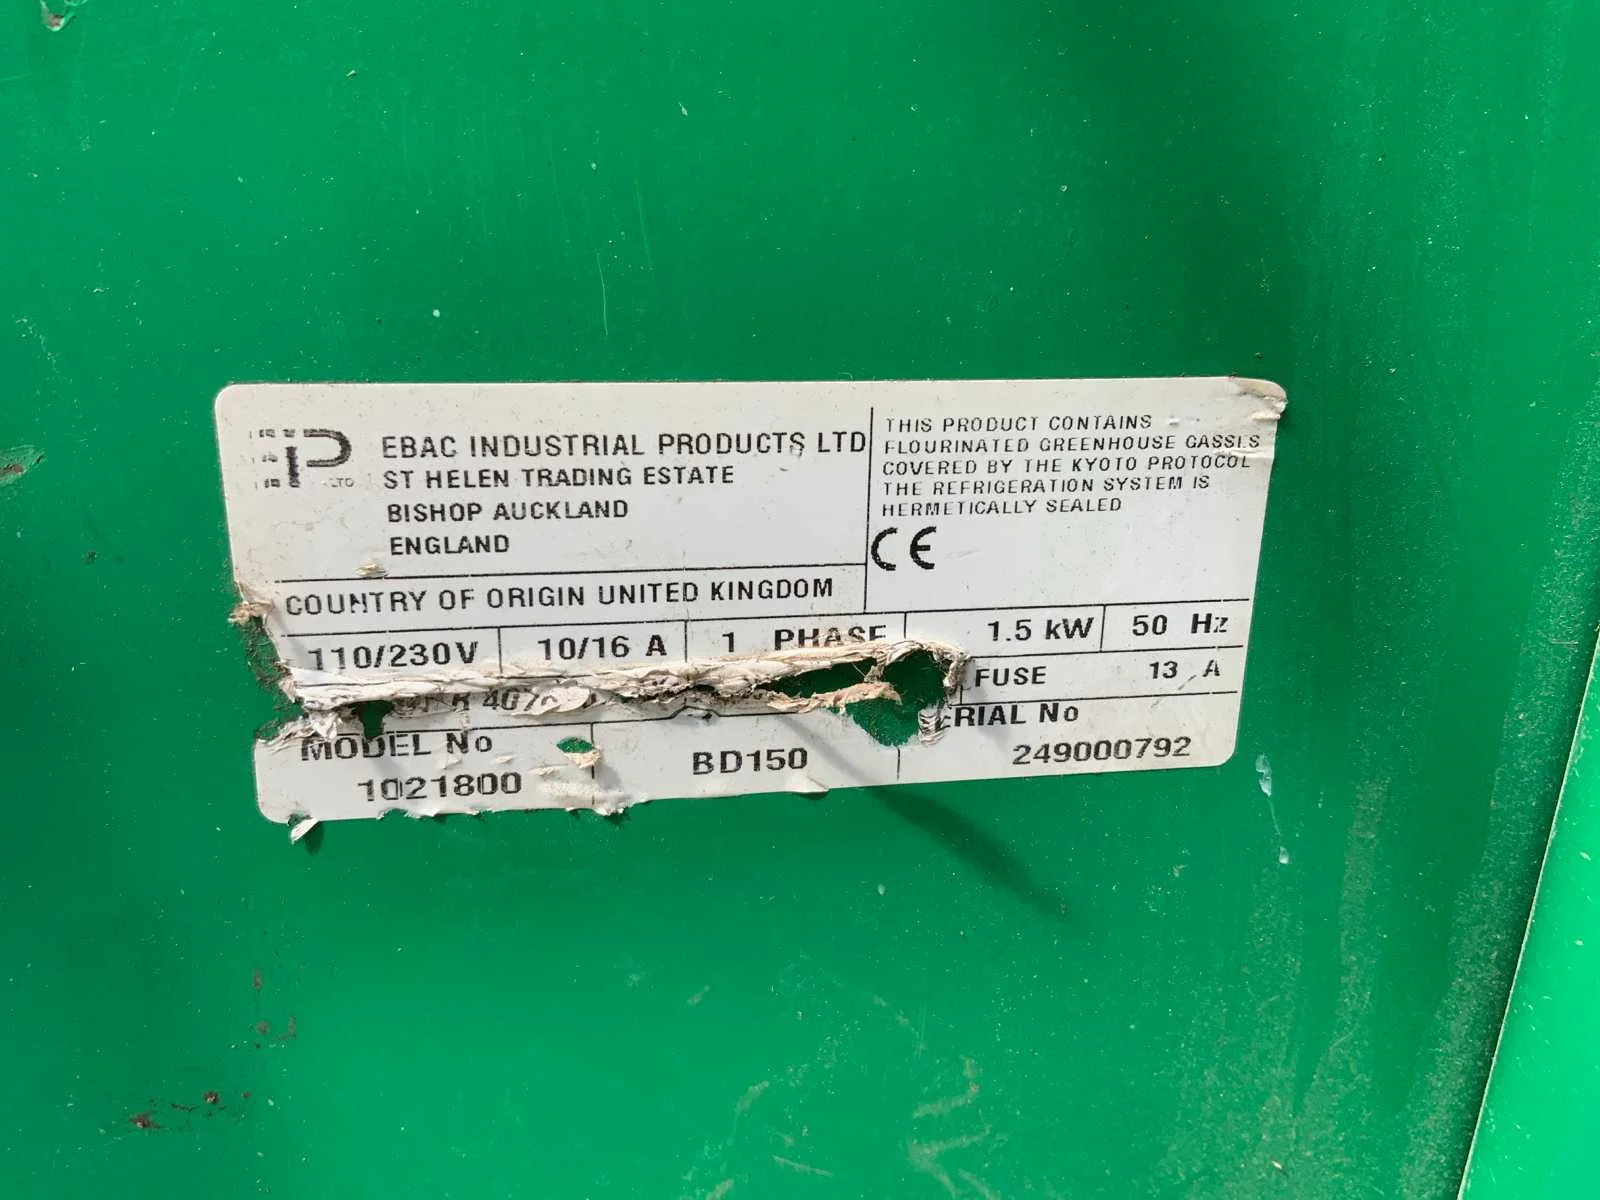 LTD
EBAC INDUSTRIAL PRODUCTS LTD
ST HELEN TRADING ESTATE
BISHOP AUCKLAND
ENGLAND
THIS PRODUCT CONTAINS
FLOURINATED GREENHOUSE GASSES
COVERED BY THE KYOTO PROTOCOL
THE REFRIGERATION SYSTEM IS
HERMETICALLY SEALED
CE
COUNTRY OF ORIGIN UNITED KINGDOM
110/230V 10/16 A 1 PHASE 1.5 kW 50 Hz
FUSE 13 A
MODEL No
1021800
BD150
249000792